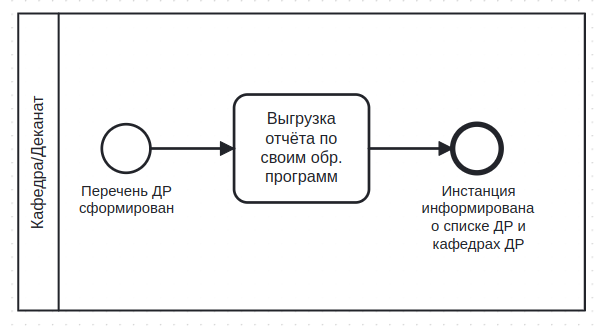 Кафедра/Деканат
Перечень ДР
сформирован
Выгрузка
отчёта по
своим обр.
программ
Инстанция
информирована
о списке ДР и
кафедрах ДР